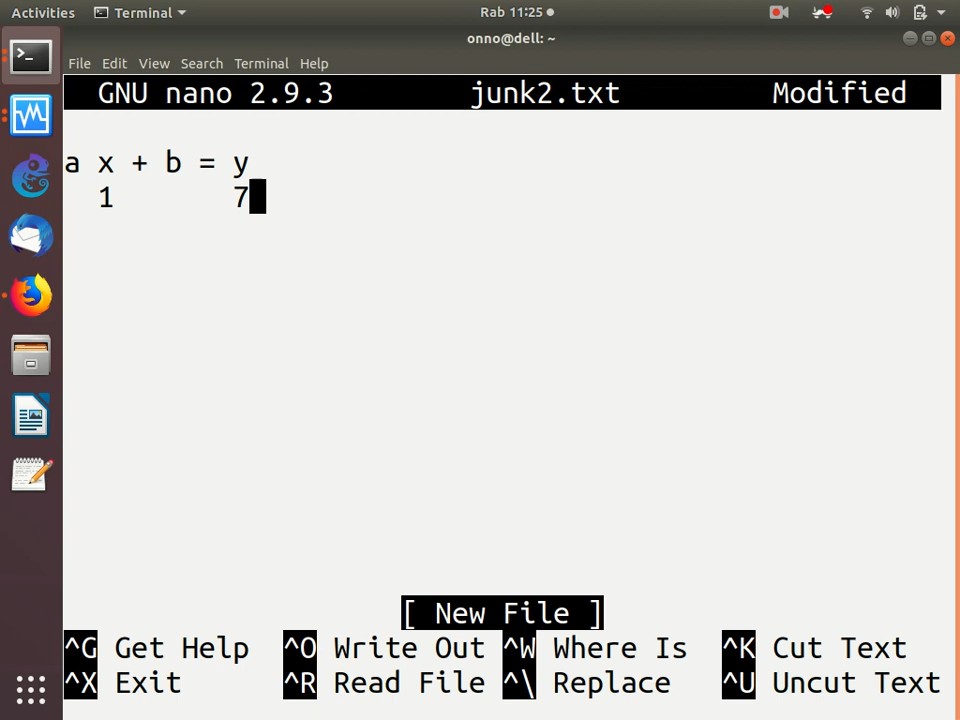 Activities Terminal Rab 11:25
onno@dell: ~
File Edit View Search Terminal Help
GNU nano 2.9.3 junk2.txt Modified
a x + b = y
1 7
[ New File ]
^G Get Help ^O Write Out ^W Where Is ^K Cut Text
^X Exit ^R Read File ^\ Replace ^U Uncut Text